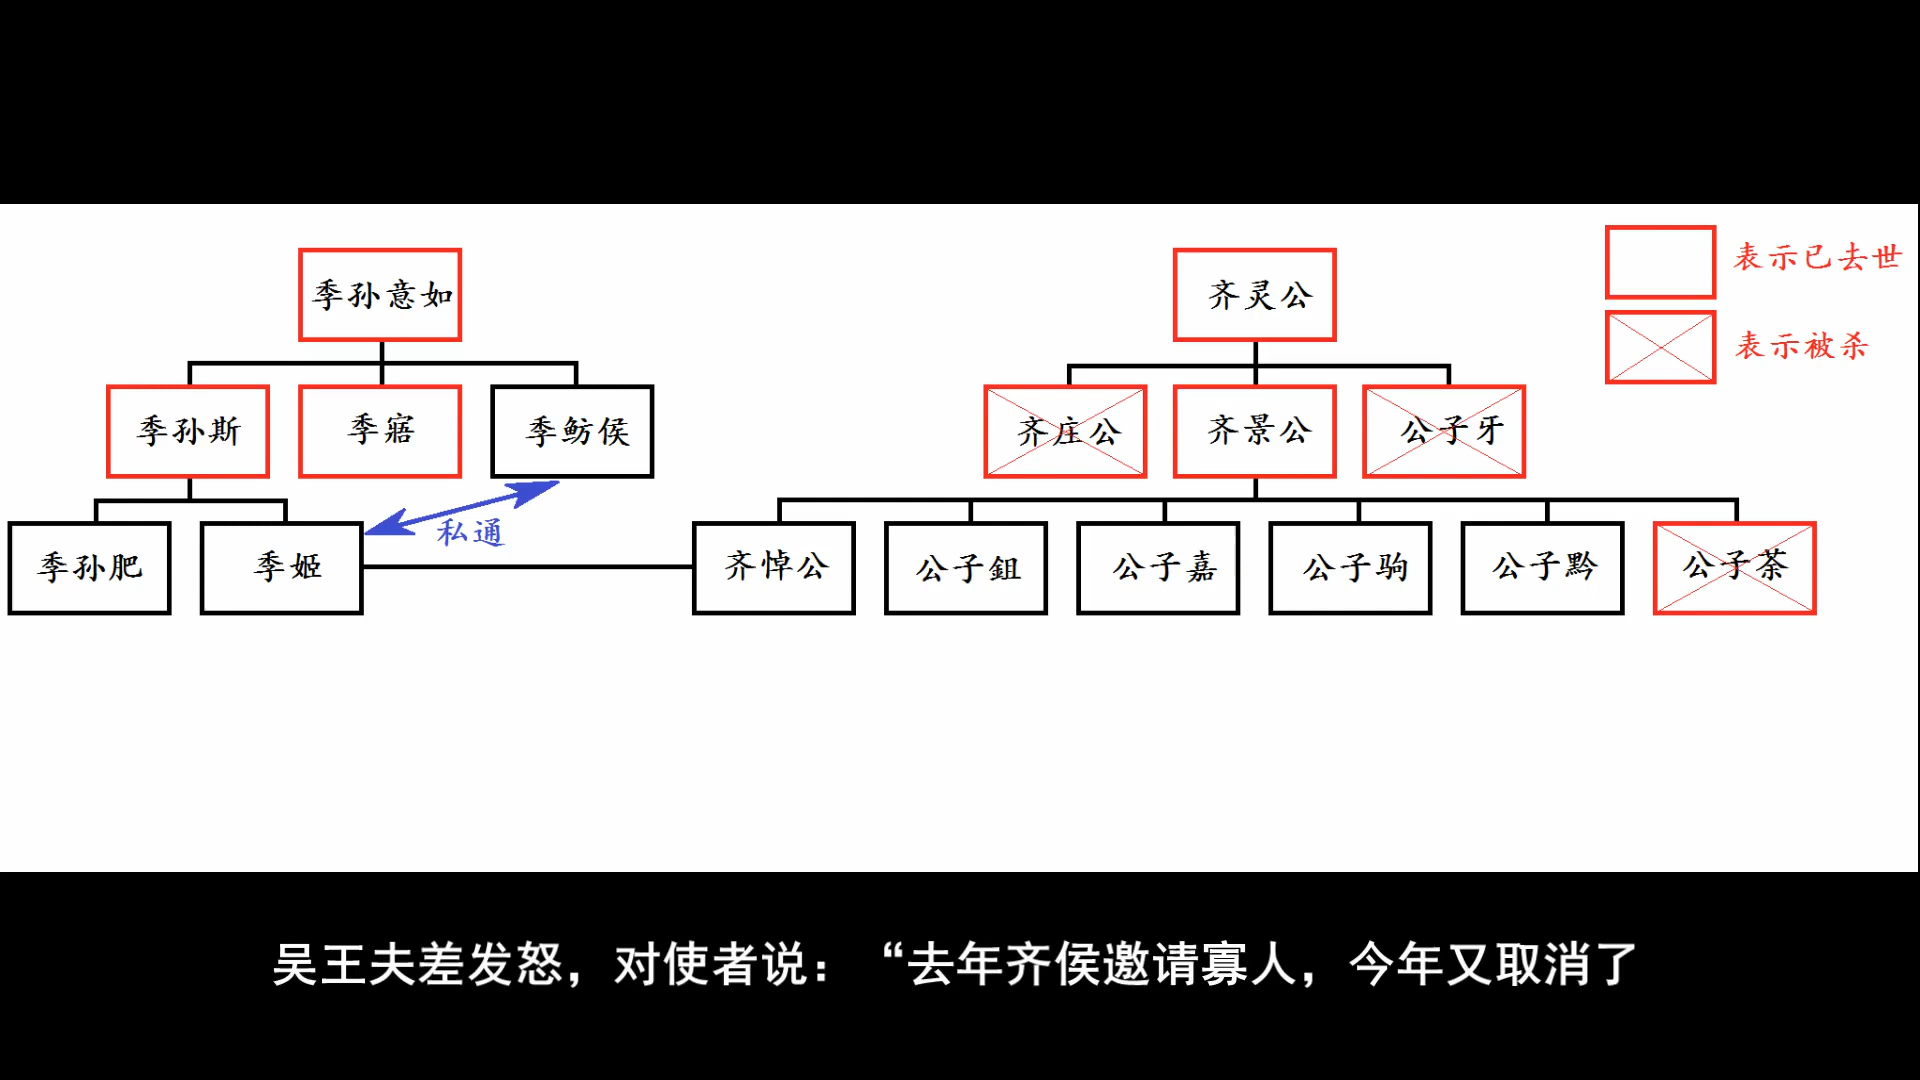 季孙意如
齐灵公
表示已去世
表示被杀
季孙斯
季寤
季鲂侯
齐庄公
齐景公
公子牙
私通
季孙肥
季姬
齐悼公
公子鉏
公子嘉
公子驹
公子黔
公子荼
吴王夫差发怒，对使者说：“去年齐侯邀请寡人，今年又取消了